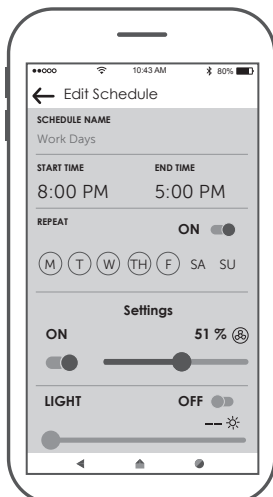 10:43 AM 80%
Edit Schedule
SCHEDULE NAME
Work Days
START TIME END TIME
8:00 PM 5:00 PM
REPEAT ON
M T W TH F SA SU
Settings
ON 51 %
LIGHT OFF
--